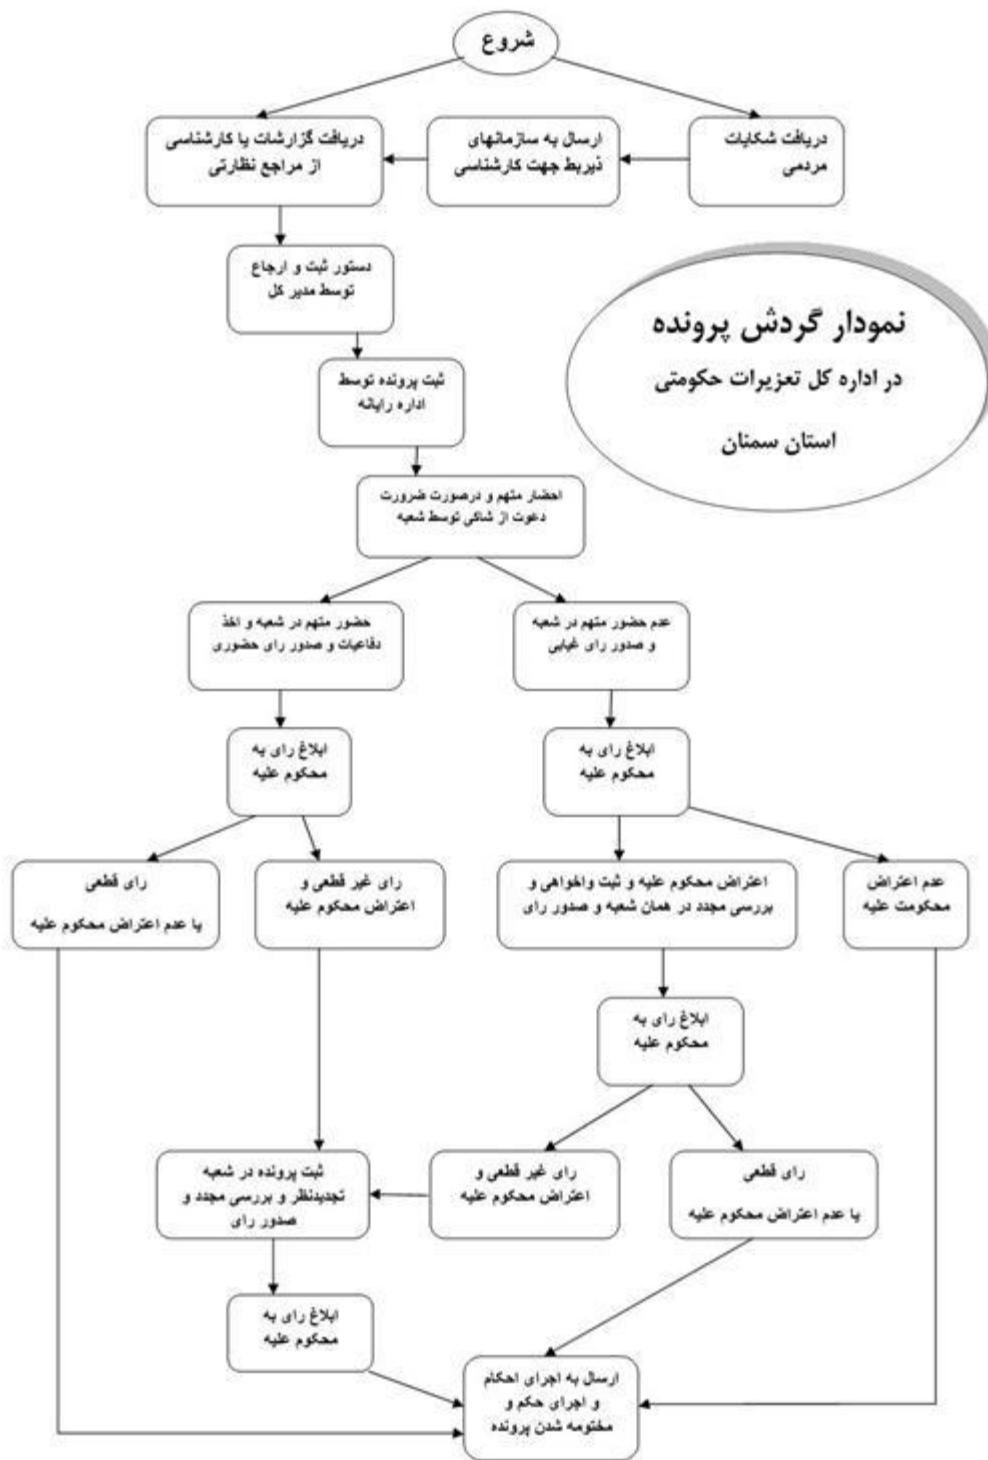 شروع
دریافت شکایات
مردمی
ارسال به سازمانهای
ذیربط جهت کارشناسی
دریافت گزارشات یا کارشناسی
از مراجع نظارتی
دستور ثبت و ارجاع
توسط مدیر کل
نمودار گردش پرونده
در اداره کل تعزیرات حکومتی
استان سمنان
ثبت پرونده توسط
اداره رایانه
احضار متهم و درصورت ضرورت
دعوت از شاکی توسط شعبه
عدم حضور متهم در شعبه
و صدور رای غیابی
حضور متهم در شعبه و اخذ
دفاعیات و صدور رای حضوری
ابلاغ رای به
محکوم علیه
ابلاغ رای به
محکوم علیه
عدم اعتراض
محکومت علیه
اعتراض محکوم علیه و ثبت واخواهی و
بررسی مجدد در همان شعبه و صدور رای
رای غیر قطعی و
اعتراض محکوم علیه
رای قطعی
یا عدم اعتراض محکوم علیه
ابلاغ رای به
محکوم علیه
رای قطعی
یا عدم اعتراض محکوم علیه
رای غیر قطعی و
اعتراض محکوم علیه
ثبت پرونده در شعبه
تجدیدنظر و بررسی مجدد و
صدور رای
ابلاغ رای به
محکوم علیه
ارسال به اجرای احکام
و اجرای حکم و
مختومه شدن پرونده